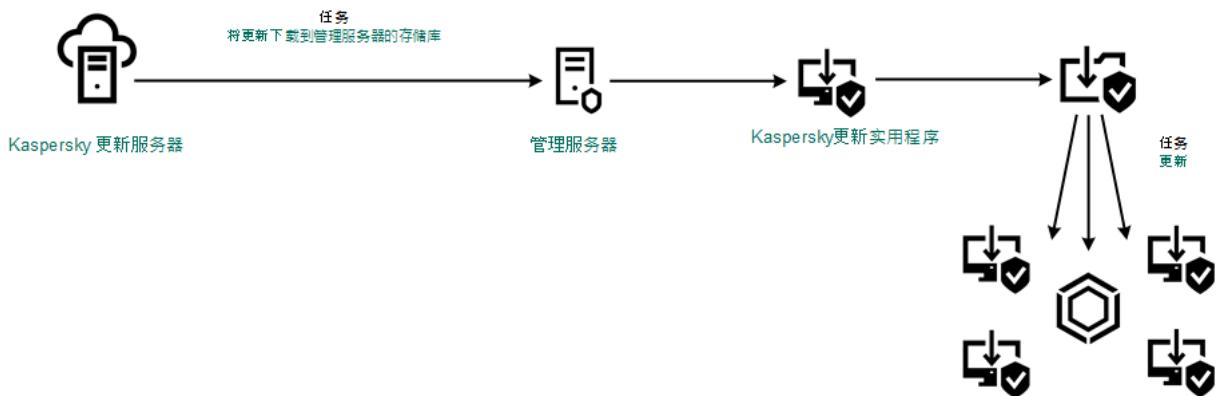 任务
将更新下载到管理服务器的存储库
Kaspersky 更新服务器
管理服务器
Kaspersky更新实用程序
任务
更新